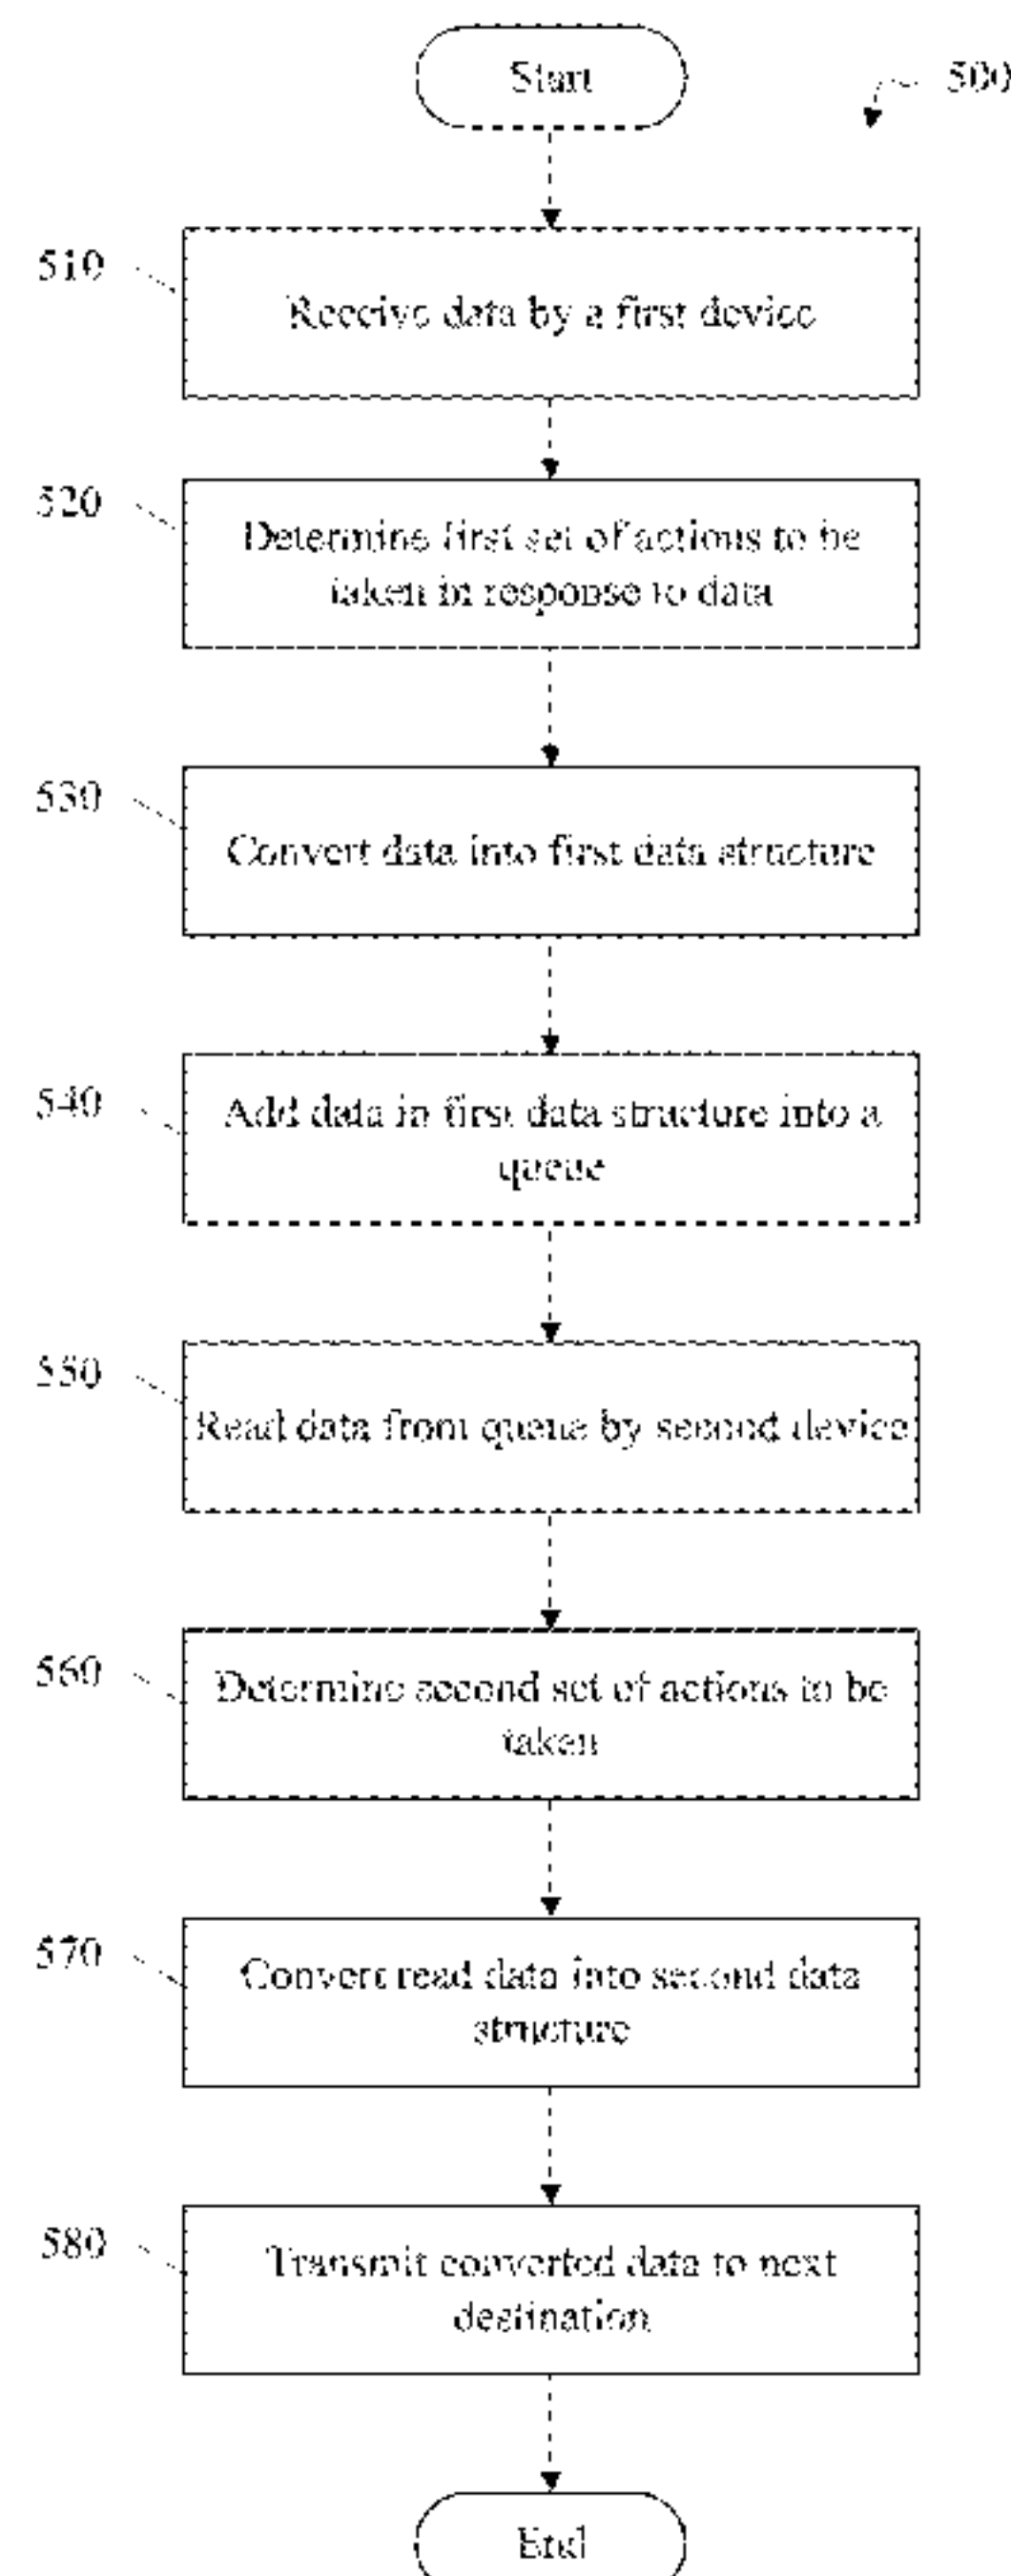 Start
500
510
Receive data by a first device
520
Determine first set of actions to be
taken in response to data
530
Convert data into first data structure
540
Add data in first data structure into a
queue
550
Read data from queue by second device
560
Determine second set of actions to be
taken
570
Convert read data into second data
structure
580
Transmit converted data to next
destination
End